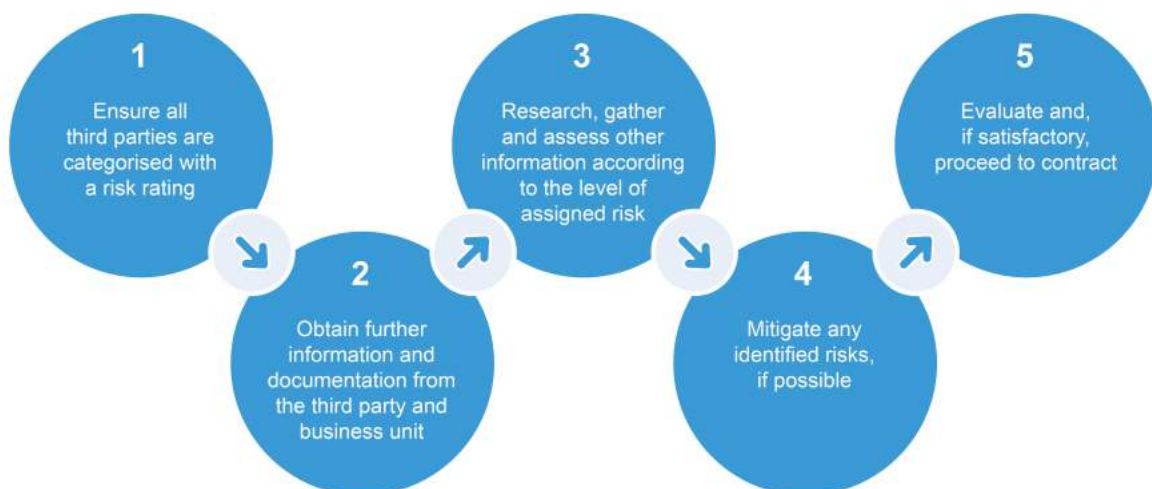 1
Ensure all
third parties are
categorised with
a risk rating
2
Obtain further
information and
documentation from
the third party and
business unit
3
Research, gather
and assess other
information according
to the level of
assigned risk
4
Mitigate any
identified risks,
if possible
5
Evaluate and,
if satisfactory,
proceed to contract